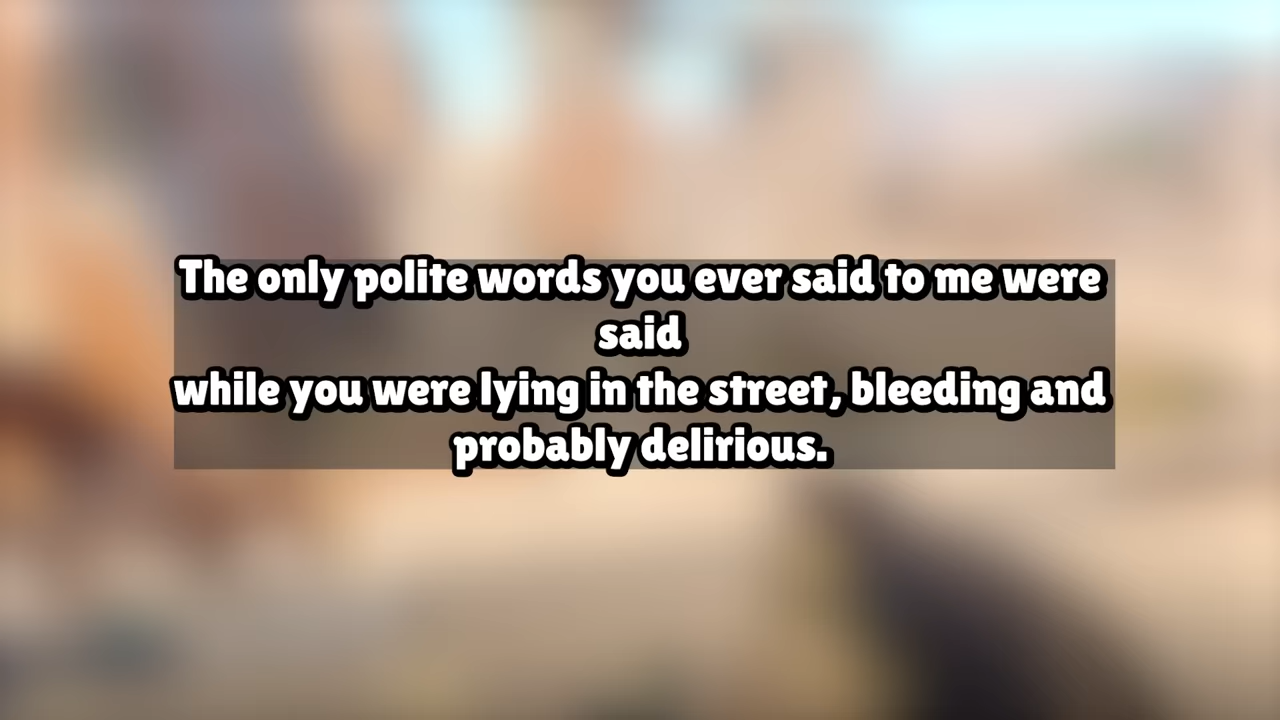 The only polite words you ever said to me were
said
while you were lying in the street, bleeding and
probably delirious.